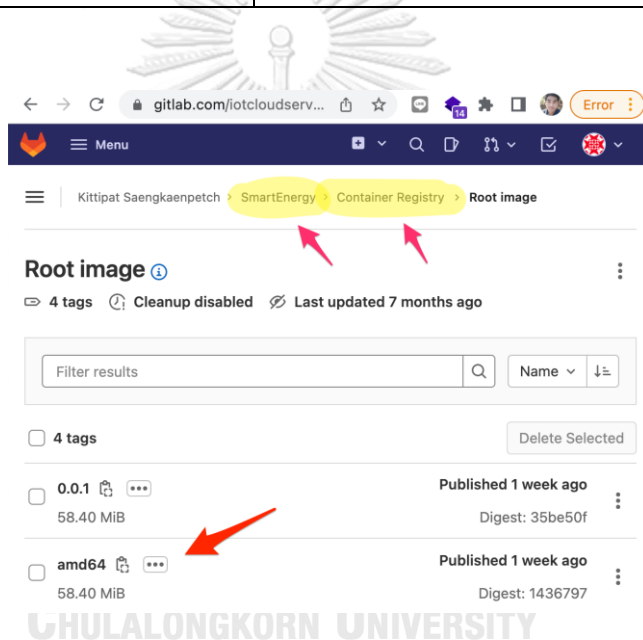 gitlab.com/iotcloudserv... Error
14
Menu
Kittipat Saengkaenpetch > SmartEnergy > Container Registry > Root image
Root image
4 tags Cleanup disabled Last updated 7 months ago
Filter results Name
4 tags Delete Selected
0.0.1 Published 1 week ago
58.40 MiB Digest: 35be50f
amd64 Published 1 week ago
58.40 MiB Digest: 1436797
CHULALONGKORN UNIVERSITY